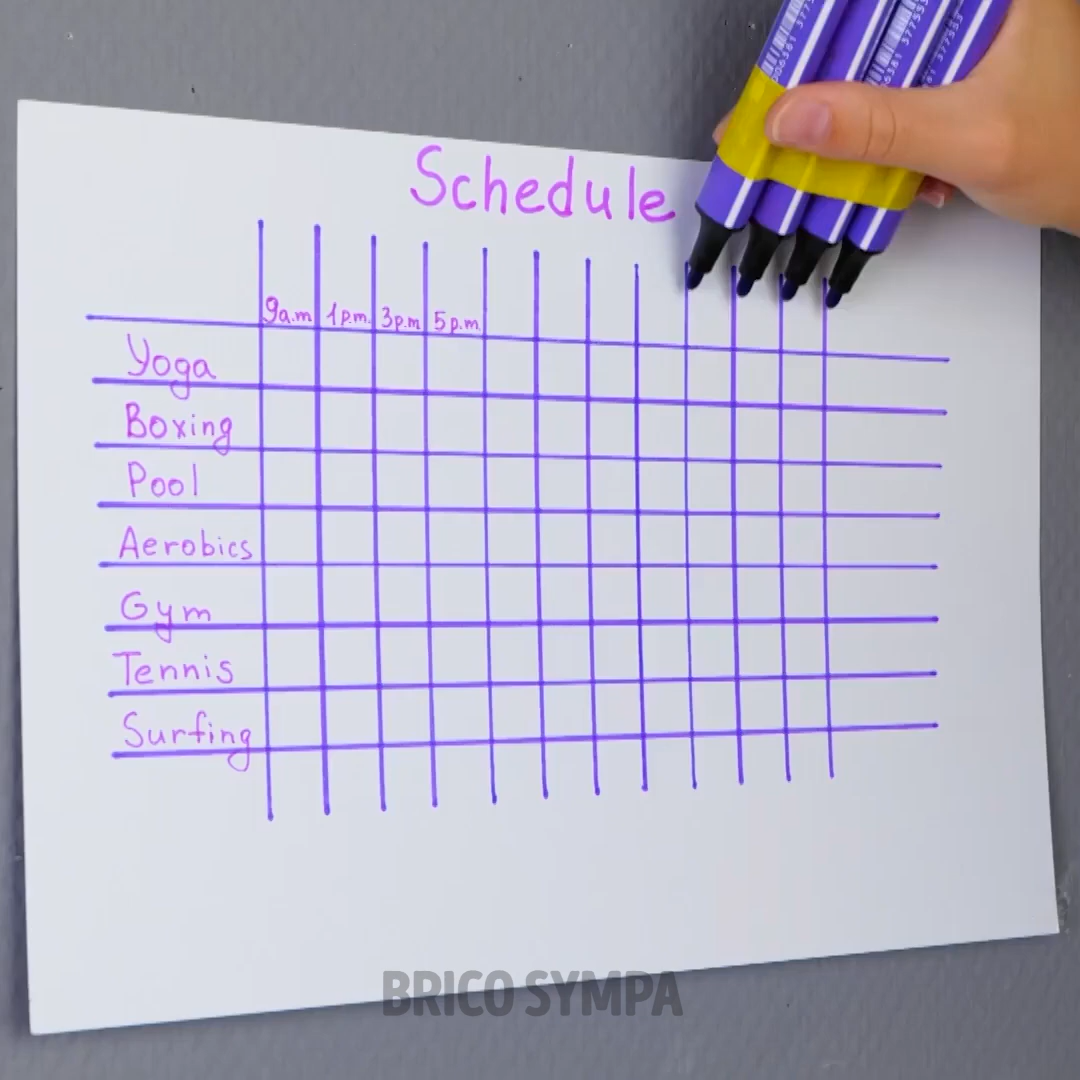 Schedule
9a.m 1p.m. 3p.m 5p.m.
Yoga
Boxing
Pool
Aerobics
Gym
Tennis
Surfing
BRICO SYMPA